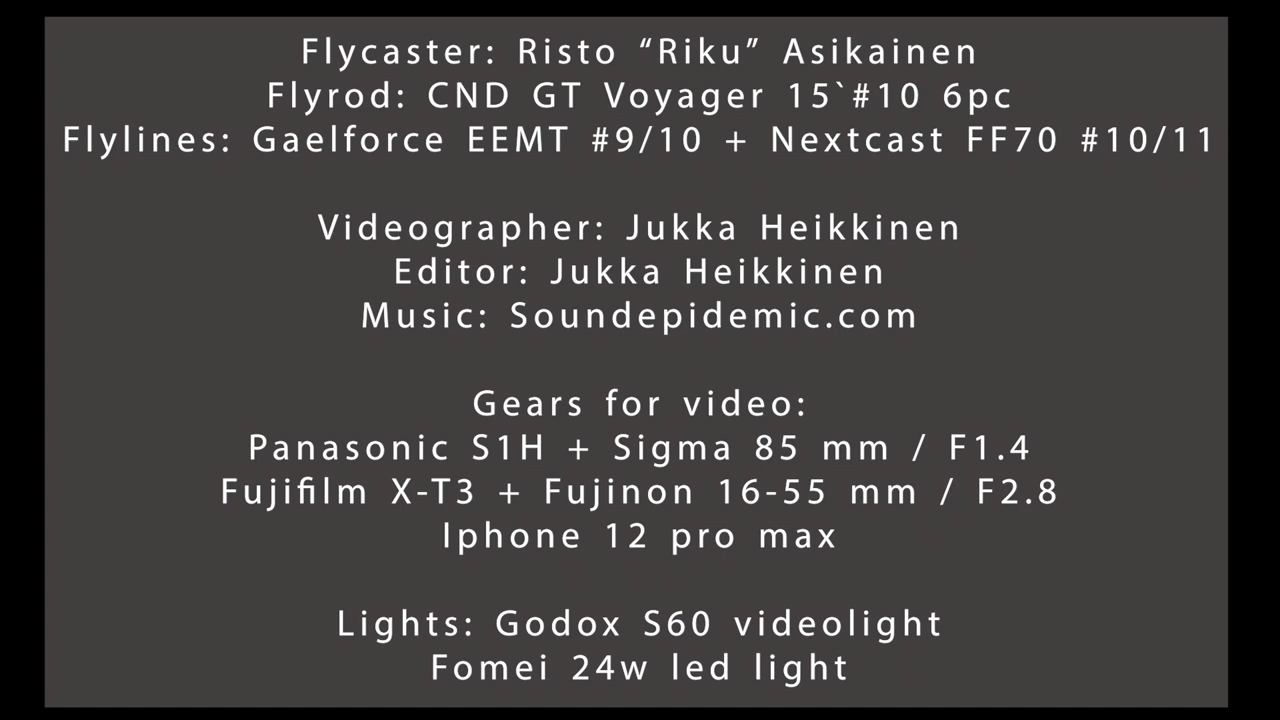 Flycaster: Risto “Riku” Asikainen
Flyrod: CND GT Voyager 15`#10 6pc
Flylines: Gaelforce EEMT #9/10 + Nextcast FF70 #10/11
Videographer: Jukka Heikkinen
Editor: Jukka Heikkinen
Music: Soundepidemic.com
Gears for video:
Panasonic S1H + Sigma 85 mm / F1.4
Fujifilm X-T3 + Fujinon 16-55 mm / F2.8
Iphone 12 pro max
Lights: Godox S60 videolight
Fomei 24w led light